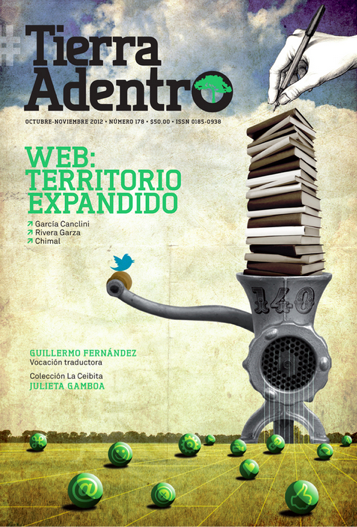 #Tierra
Adentro
OCTUBRE-NOVIEMBRE 2012 • NÚMERO 178 • $50.00 • ISSN 0185-0938
WEB:
TERRITORIO
EXPANDIDO
García Canclini
Rivera Garza
Chimal
140
GUILLERMO FERNÁNDEZ
Vocación traductora
Colección La Ceibita
JULIETA GAMBOA
@